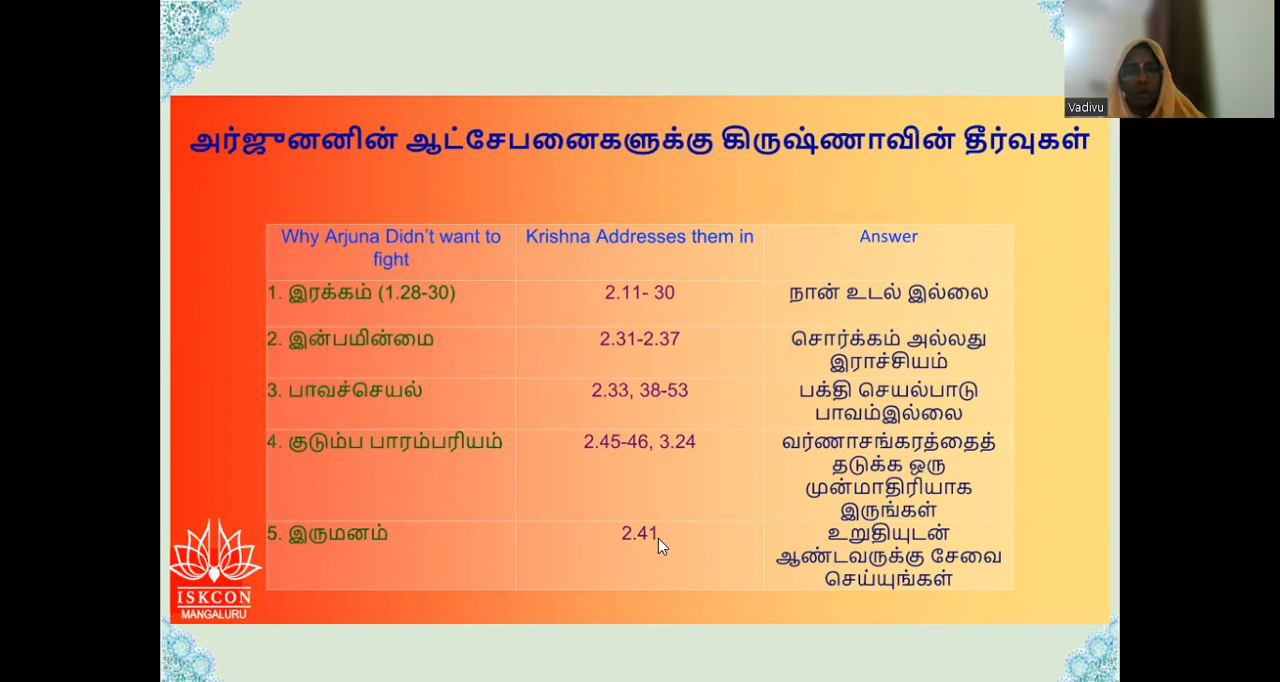 Vadivu
அர்ஜுனனின் ஆட்சேபனைகளுக்கு கிருஷ்ணாவின் தீர்வுகள்
Why Arjuna Didn't want to
fight
Krishna Addresses them in
Answer
1. இரக்கம் (1.28-30)
2.11- 30
நான் உடல் இல்லை
2. இன்பமின்மை
2.31-2.37
சொர்க்கம் அல்லது
இராச்சியம்
3. பாவச்செயல்
2.33, 38-53
பக்தி செயல்பாடு
பாவம்இல்லை
4. குடும்ப பாரம்பரியம்
2.45-46, 3.24
வர்ணாசங்கரத்தைத்
தடுக்க ஒரு
முன்மாதிரியாக
இருங்கள்
5. இருமனம்
2.41
உறுதியுடன்
ஆண்டவருக்கு சேவை
செய்யுங்கள்
ISKCON
MANGALURU